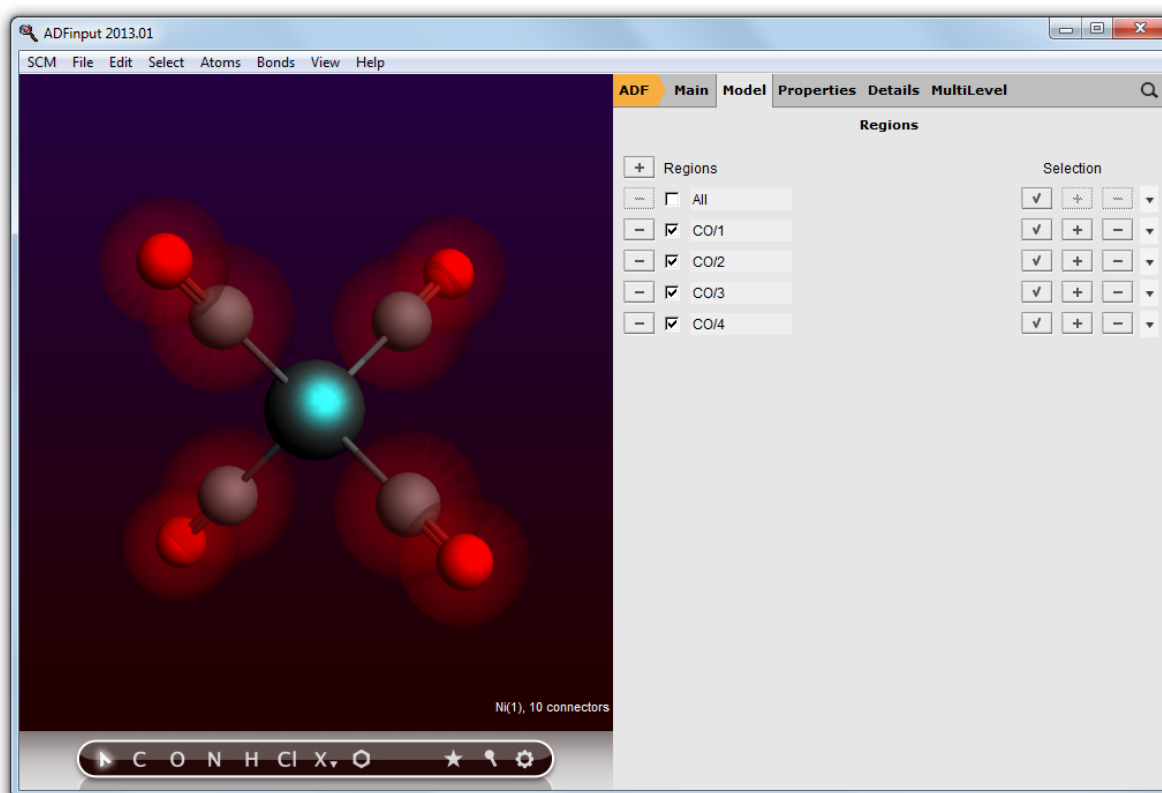 ADFinput 2013.01
SCM File Edit Select Atoms Bonds View Help
ADF Main Model Properties Details MultiLevel
Regions
+ Regions Selection
All
CO/1
CO/2
CO/3
CO/4
Ni(1), 10 connectors
C O N H Cl X